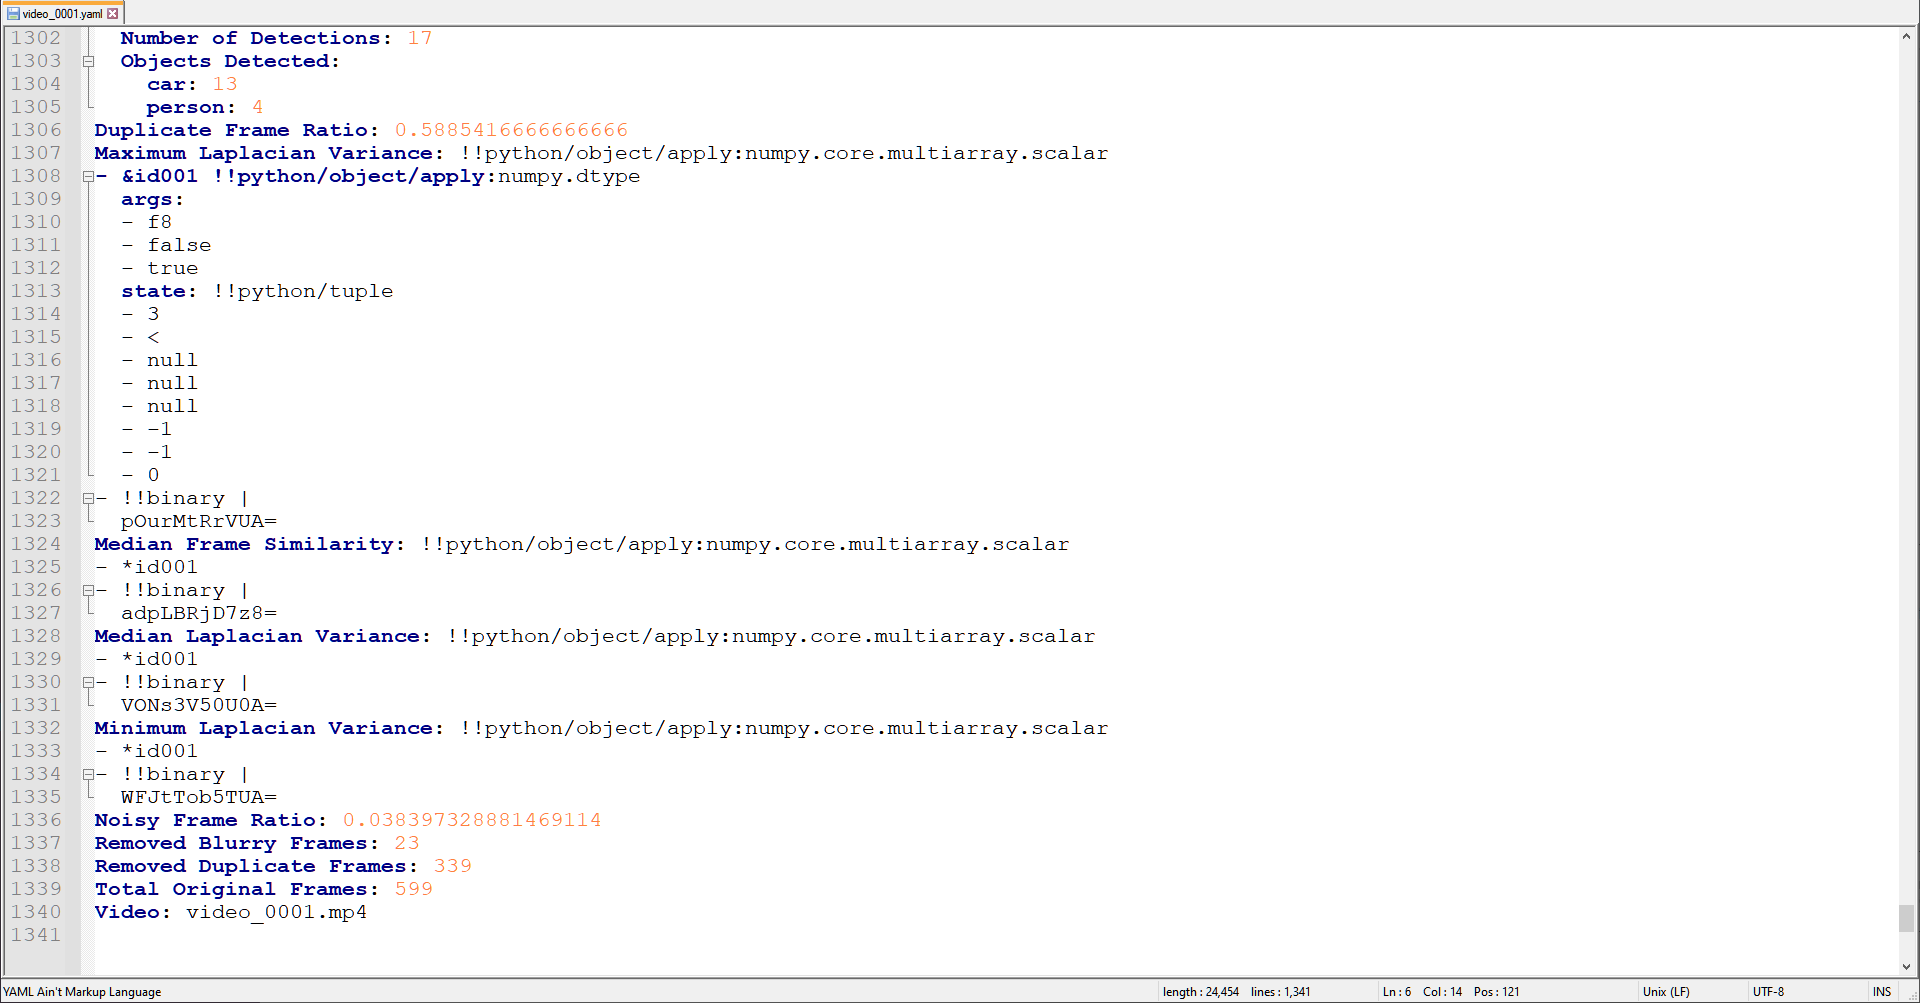 video_0001.yaml
1302 Number of Detections: 17
1303 Objects Detected:
1304 car: 13
1305 person: 4
1306 Duplicate Frame Ratio: 0.5885416666666666
1307 Maximum Laplacian Variance: !!python/object/apply:numpy.core.multiarray.scalar
1308 - &id001 !!python/object/apply:numpy.dtype
1309 args:
1310 - f8
1311 - false
1312 - true
1313 state: !!python/tuple
1314 - 3
1315 - <
1316 - null
1317 - null
1318 - null
1319 - -1
1320 - -1
1321 - 0
1322 - !!binary |
1323 pOurMtRrVUA=
1324 Median Frame Similarity: !!python/object/apply:numpy.core.multiarray.scalar
1325 - *id001
1326 - !!binary |
1327 adpLBRjD7z8=
1328 Median Laplacian Variance: !!python/object/apply:numpy.core.multiarray.scalar
1329 - *id001
1330 - !!binary |
1331 VONs3V50U0A=
1332 Minimum Laplacian Variance: !!python/object/apply:numpy.core.multiarray.scalar
1333 - *id001
1334 - !!binary |
1335 WFJtTob5TUA=
1336 Noisy Frame Ratio: 0.038397328881469114
1337 Removed Blurry Frames: 23
1338 Removed Duplicate Frames: 339
1339 Total Original Frames: 599
1340 Video: video_0001.mp4
1341
YAML Ain't Markup Language length : 24,454 lines : 1,341 Ln : 6 Col : 14 Pos : 121 Unix (LF) UTF-8 INS